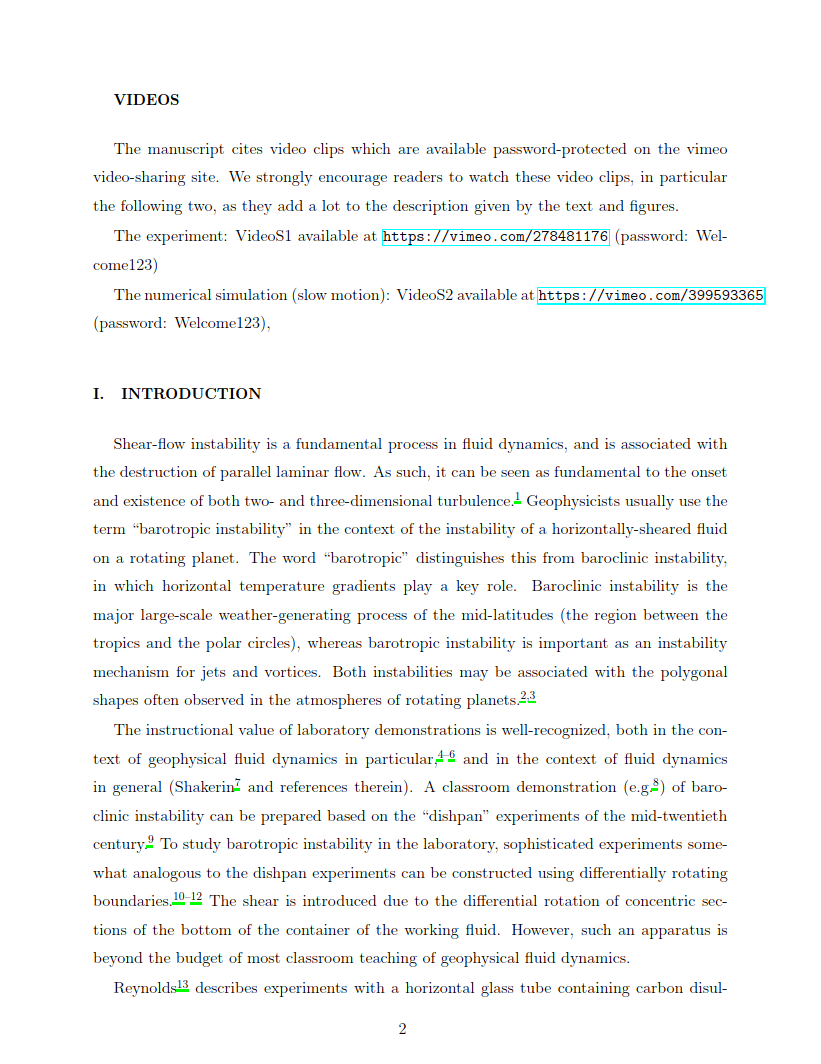 VIDEOS
The manuscript cites video clips which are available password-protected on the vimeo
video-sharing site. We strongly encourage readers to watch these video clips, in particular
the following two, as they add a lot to the description given by the text and figures.
The experiment: VideoS1 available at https://vimeo.com/278481176 (password: Wel-
come123)
The numerical simulation (slow motion): VideoS2 available at https://vimeo.com/399593365
(password: Welcome123),
I. INTRODUCTION
Shear-flow instability is a fundamental process in fluid dynamics, and is associated with
the destruction of parallel laminar flow. As such, it can be seen as fundamental to the onset
and existence of both two- and three-dimensional turbulence.1 Geophysicists usually use the
term “barotropic instability” in the context of the instability of a horizontally-sheared fluid
on a rotating planet. The word “barotropic” distinguishes this from baroclinic instability,
in which horizontal temperature gradients play a key role. Baroclinic instability is the
major large-scale weather-generating process of the mid-latitudes (the region between the
tropics and the polar circles), whereas barotropic instability is important as an instability
mechanism for jets and vortices. Both instabilities may be associated with the polygonal
shapes often observed in the atmospheres of rotating planets.2,3
The instructional value of laboratory demonstrations is well-recognized, both in the con-
text of geophysical fluid dynamics in particular,4–6 and in the context of fluid dynamics
in general (Shakerin7 and references therein). A classroom demonstration (e.g.8) of baro-
clinic instability can be prepared based on the “dishpan” experiments of the mid-twentieth
century.9 To study barotropic instability in the laboratory, sophisticated experiments some-
what analogous to the dishpan experiments can be constructed using differentially rotating
boundaries.10–12 The shear is introduced due to the differential rotation of concentric sec-
tions of the bottom of the container of the working fluid. However, such an apparatus is
beyond the budget of most classroom teaching of geophysical fluid dynamics.
Reynolds13 describes experiments with a horizontal glass tube containing carbon disul-
2